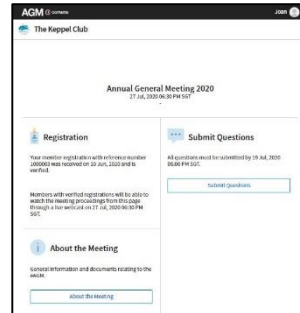 AGM
Joan
The Keppel Club
Annual General Meeting 2020
27 Jul, 2020 06:30 PM SGT
Registration
Your member registration with reference number
1000003 was received on 10 Jun, 2020 and is
verified.
Members with verified registrations will be able to
watch the meeting proceedings from this page
through a live webcast on 27 Jul, 2020 06:30 PM
SGT.
Submit Questions
All questions must be submitted by 19 Jul, 2020
06:00 PM SGT.
Submit Questions
About the Meeting
General information and documents relating to the
eAGM.
About the Meeting